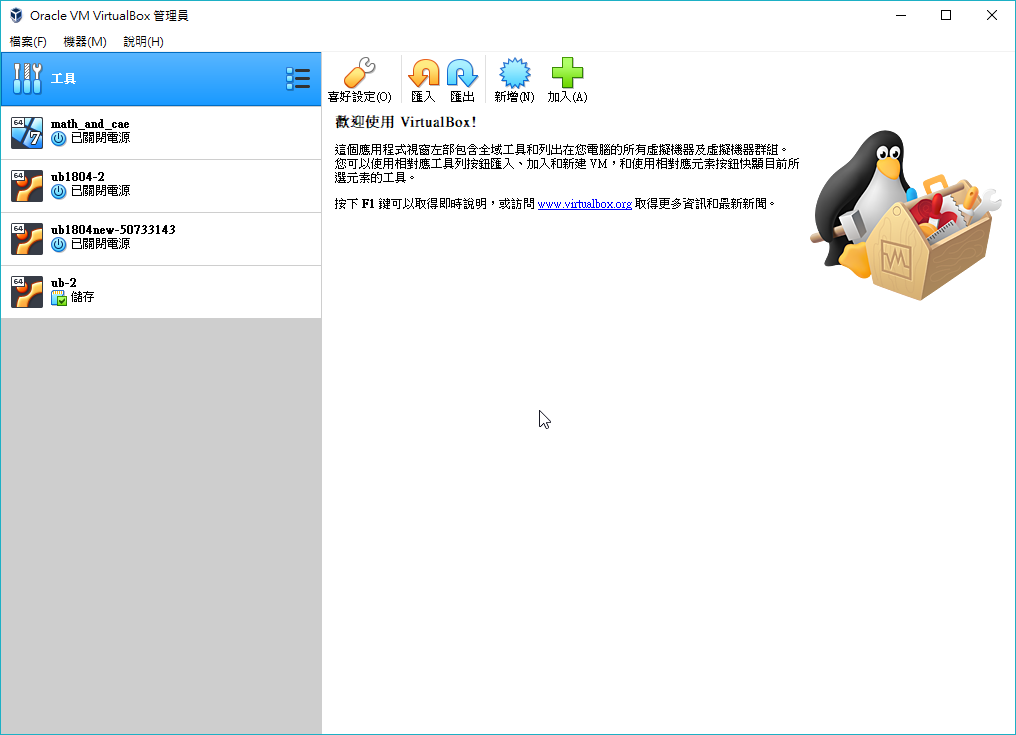 Oracle VM VirtualBox 管理員
檔案(F) 機器(M) 說明(H)
工具
喜好設定(O) 匯入 匯出 新增(N) 加入(A)
64 7 math_and_cae
已關閉電源
64 ub1804-2
已關閉電源
64 ub1804new-50733143
已關閉電源
64 ub-2
儲存
歡迎使用 VirtualBox!
這個應用程式視窗左部包含全域工具和列出在您電腦的所有虛擬機器及虛擬機器群組。
您可以使用相對應工具列按鈕匯入、加入和新建 VM，和使用相對應元素按鈕快顯目前所
選元素的工具。
按下 F1 鍵可以取得即時說明，或訪問 www.virtualbox.org 取得更多資訊和最新新聞。